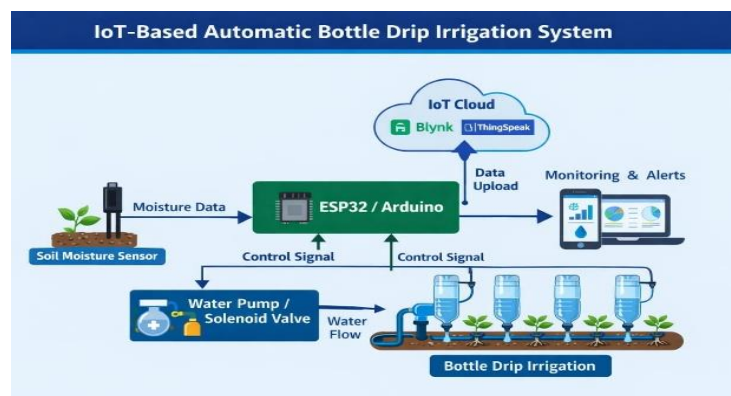 IoT-Based Automatic Bottle Drip Irrigation System
IoT Cloud
Blynk
ThingSpeak
Data
Upload
Monitoring & Alerts
Moisture Data
ESP32 / Arduino
Soil Moisture Sensor
Control Signal
Control Signal
Water Pump /
Solenoid Valve
Water
Flow
Bottle Drip Irrigation